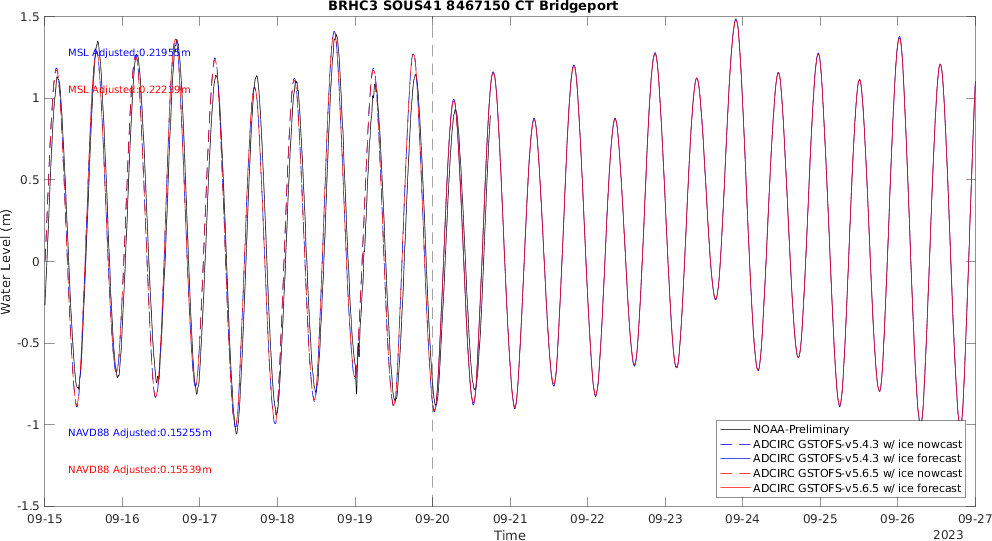 BRHC3 SOUS41 8467150 CT Bridgeport
1.5
MSL Adjusted:0.21955m
MSL Adjusted:0.22239m
1
0.5
0
-0.5
-1
-1.5
Water Level (m)
NAVD88 Adjusted:0.15255m
NAVD88 Adjusted:0.15539m
NOAA-Preliminary
ADCIRC GSTOFS-v5.4.3 w/ ice nowcast
ADCIRC GSTOFS-v5.4.3 w/ ice forecast
ADCIRC GSTOFS-v5.6.5 w/ ice nowcast
ADCIRC GSTOFS-v5.6.5 w/ ice forecast
09-15 09-16 09-17 09-18 09-19 09-20 09-21 09-22 09-23 09-24 09-25 09-26 09-27
Time
2023